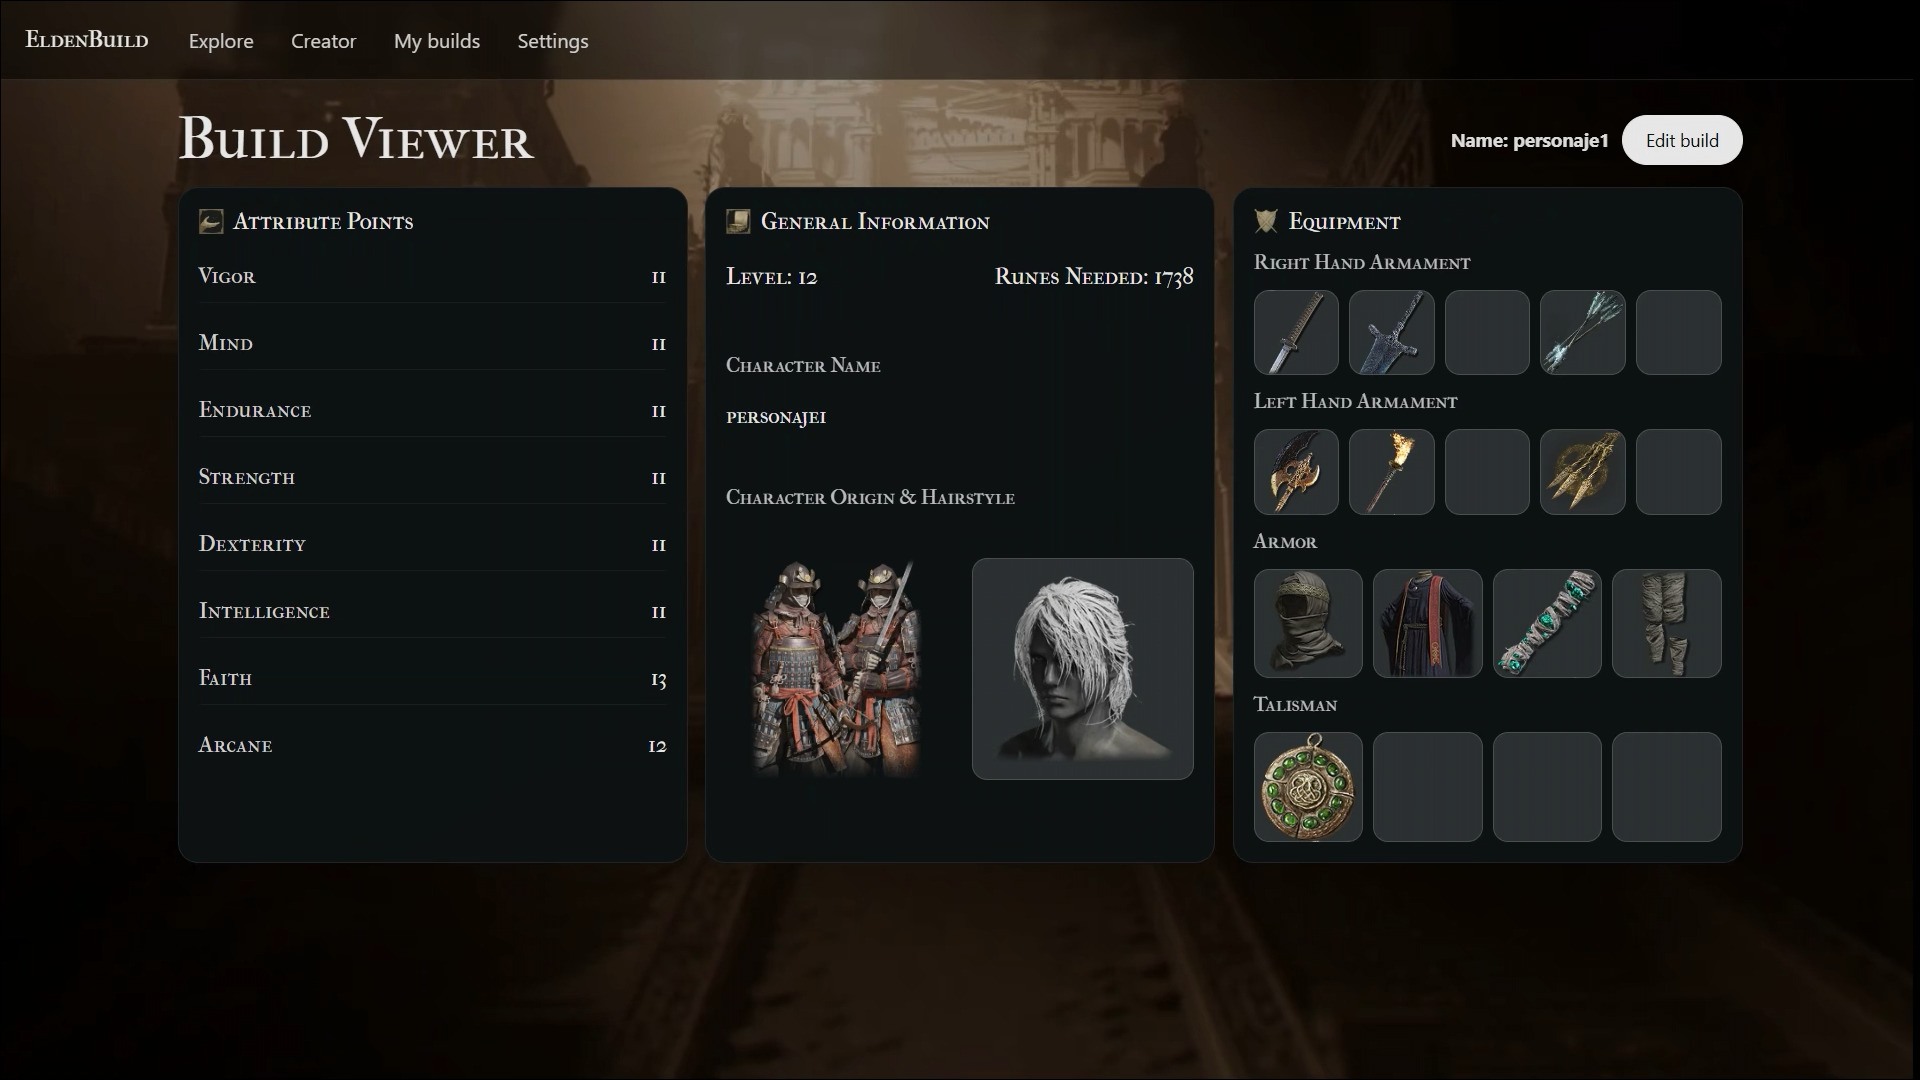 EldenBuild Explore Creator My builds Settings
Build Viewer
Name: personaje1 Edit build
Attribute Points
Vigor 11
Mind 11
Endurance 11
Strength 11
Dexterity 11
Intelligence 11
Faith 13
Arcane 12
General Information
Level: 12 Runes Needed: 1738
Character Name
personaje1
Character Origin & Hairstyle
Equipment
Right Hand Armament
Left Hand Armament
Armor
Talisman